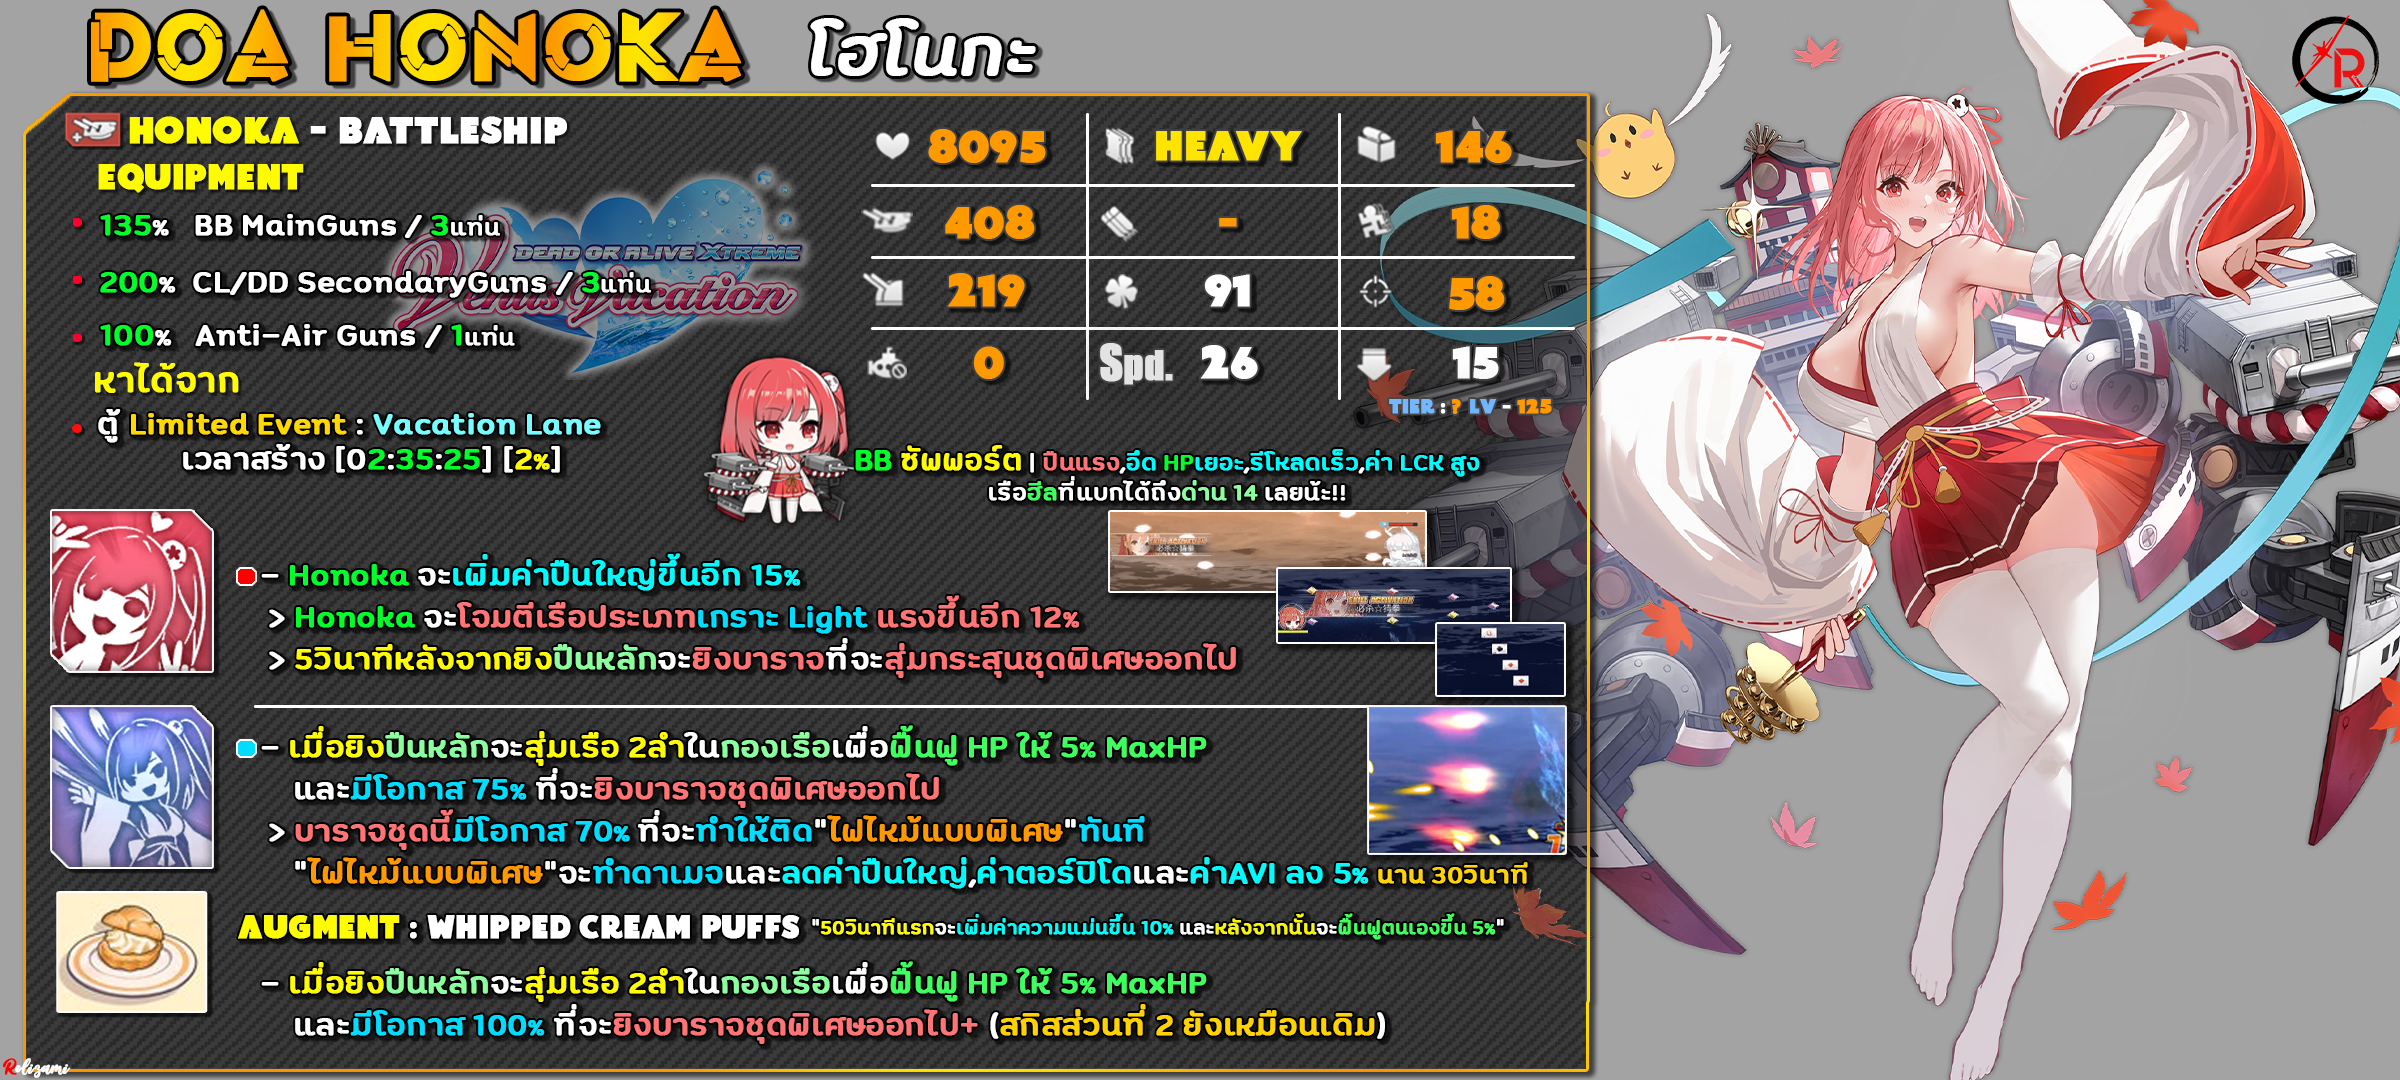 DOA HONOKA โฮโนกะ
R
HONOKA - BATTLESHIP
EQUIPMENT
135% BB MainGuns / 3แท่น
200% CL/DD SecondaryGuns / 3แท่น
100% Anti-Air Guns / 1แท่น
DEAD OR ALIVE XTREME
Venus Vacation
หาได้จาก
ตู้ Limited Event : Vacation Lane
เวลาสร้าง [02:35:25] [2%]
8095 HEAVY 146
408 - 18
219 91 58
0 Spd. 26 15
TIER : ? LV - 125
BB ซัพพอร์ต | ปืนแรง,อึด HPเยอะ,รีโหลดเร็ว,ค่า LCK สูง
เรือฮีลที่แบกได้ถึงด่าน 14 เลยน้ะ!!
- Honoka จะเพิ่มค่าปืนใหญ่ขึ้นอีก 15%
> Honoka จะโจมตีเรือประเภทเกราะ Light แรงขึ้นอีก 12%
> 5วินาทีหลังจากยิงปืนหลักจะยิงบาราจที่จะสุ่มกระสุนชุดพิเศษออกไป
- เมื่อยิงปืนหลักจะสุ่มเรือ 2ลำในกองเรือเพื่อฟื้นฟู HP ให้ 5% MaxHP
และมีโอกาส 75% ที่จะยิงบาราจชุดพิเศษออกไป
> บาราจชุดนี้มีโอกาส 70% ที่จะทำให้ติด"ไฟไหม้แบบพิเศษ"ทันที
"ไฟไหม้แบบพิเศษ"จะทำดาเมจและลดค่าปืนใหญ่,ค่าตอร์ปิโดและค่าAVI ลง 5% นาน 30วินาที
AUGMENT : WHIPPED CREAM PUFFS "50วินาทีแรกจะเพิ่มค่าความแม่นขึ้น 10% และหลังจากนั้นจะฟื้นฟูตนเองขึ้น 5%"
- เมื่อยิงปืนหลักจะสุ่มเรือ 2ลำในกองเรือเพื่อฟื้นฟู HP ให้ 5% MaxHP
และมีโอกาส 100% ที่จะยิงบาราจชุดพิเศษออกไป+ (สกิสส่วนที่ 2 ยังเหมือนเดิม)
Relizami